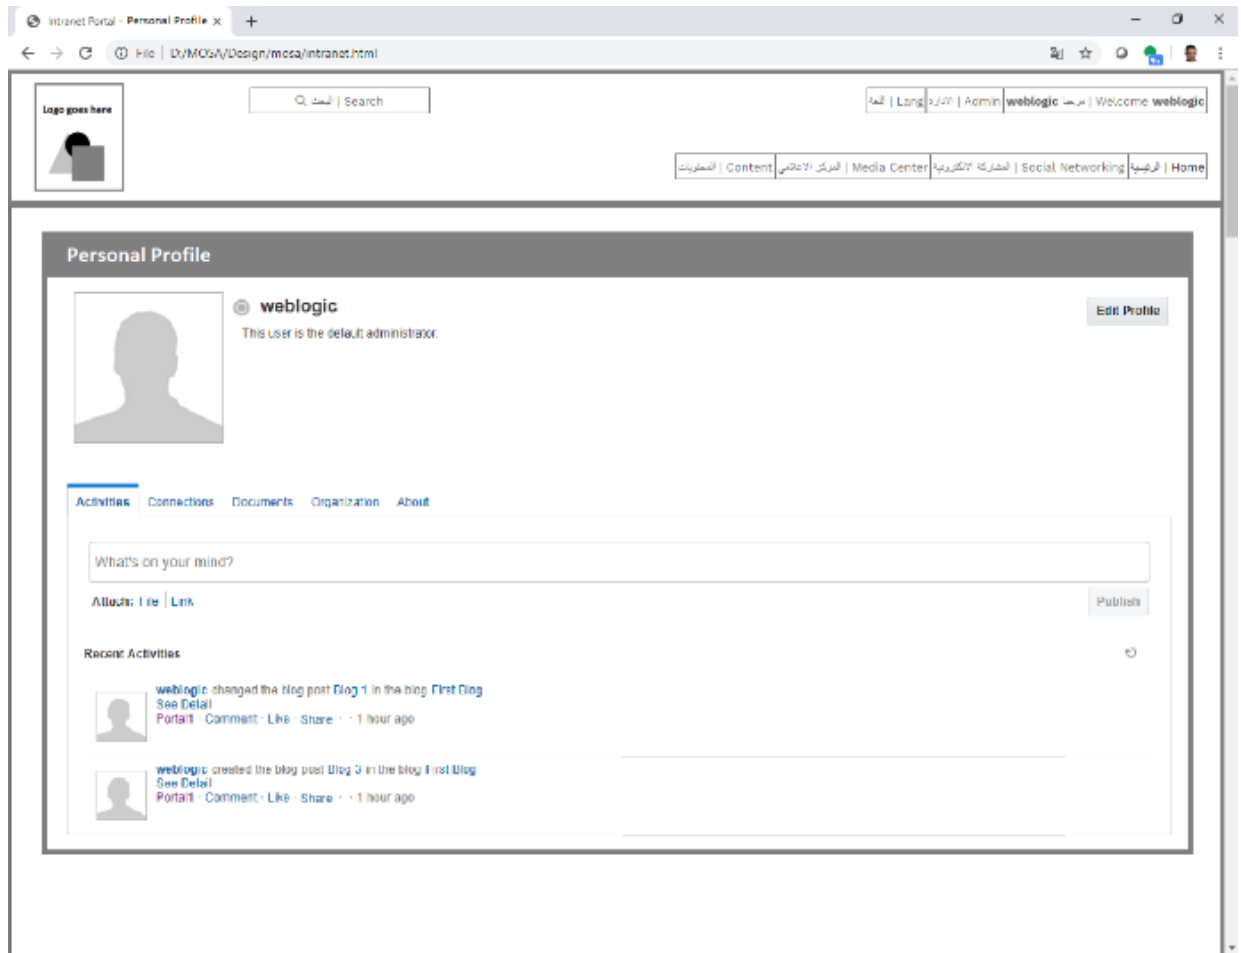 Intranet Portal - Personal Profile
File | D:/MOSA/Design/mosa/intranet.html
Logo goes here
البحث | Search
اللغة | Lang
الادارة | Admin
مرحبا weblogic | Welcome weblogic
المحتويات | Content
المركز الاعلامي | Media Center
المشاركة الالكترونية | Social Networking
الرئيسية | Home
Personal Profile
weblogic
Edit Profile
This user is the default administrator.
Activities Connections Documents Organization About
What's on your mind?
Attach: File | Link
Publish
Recent Activities
weblogic changed the blog post Blog 1 in the blog First Blog
See Detail
Portal1 · Comment · Like · Share · · 1 hour ago
weblogic created the blog post Blog 3 in the blog First Blog
See Detail
Portal1 · Comment · Like · Share · · 1 hour ago